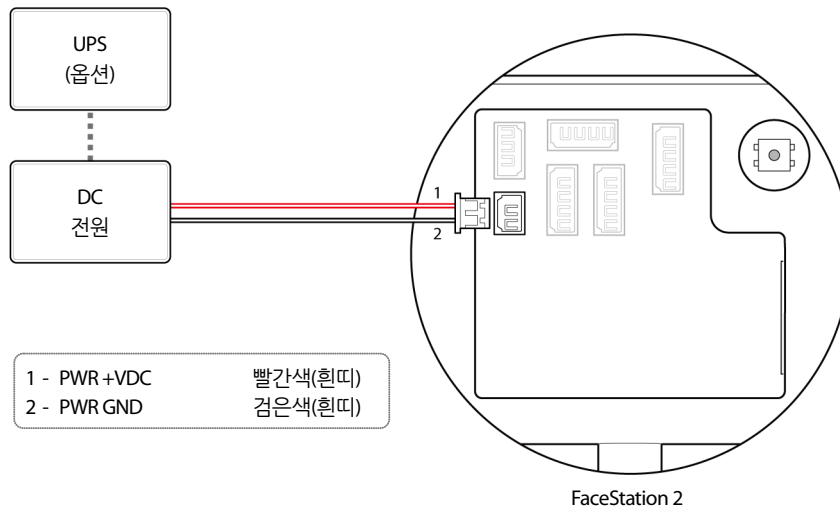 UPS
(옵션)
DC
전원
1
2
1 - PWR +VDC 빨간색(흰띠)
2 - PWR GND 검은색(흰띠)
FaceStation 2